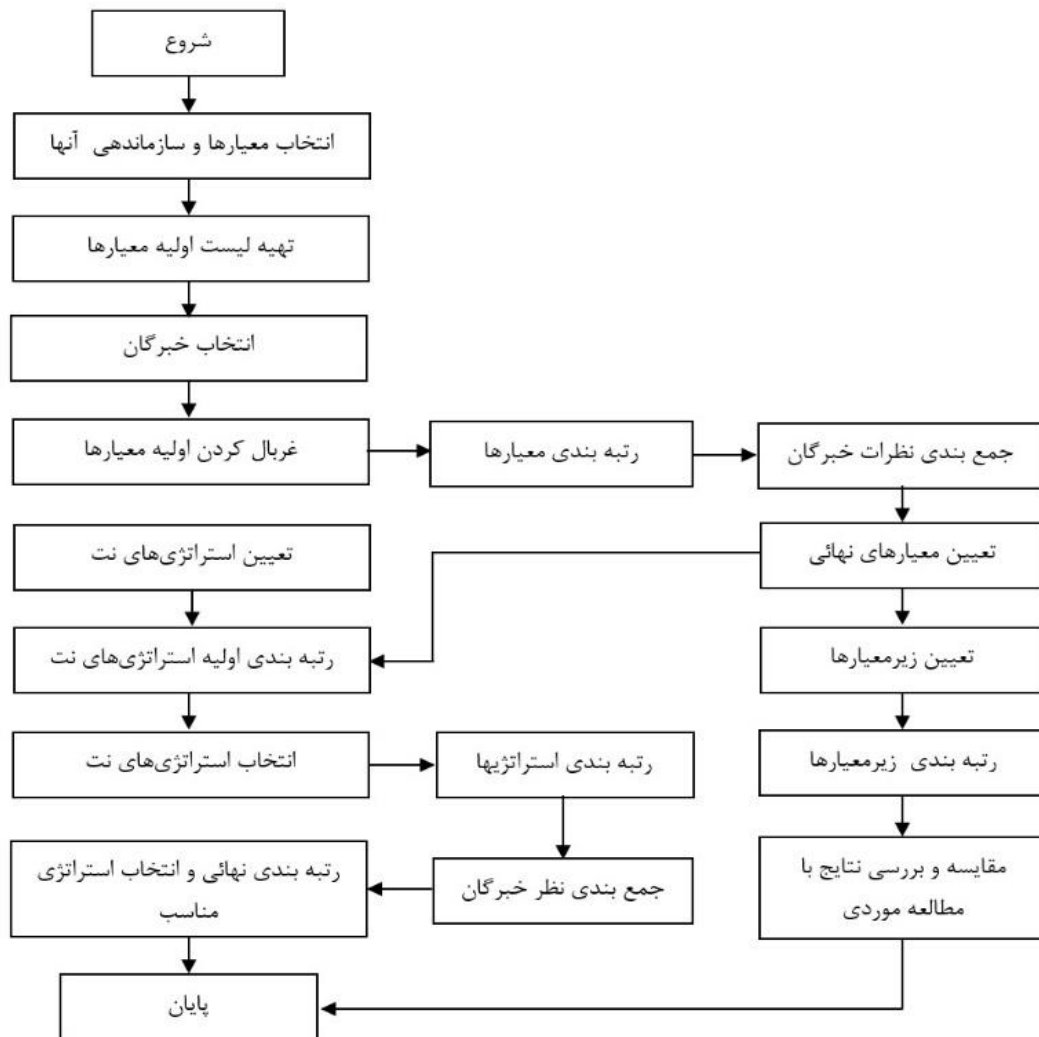 شروع
انتخاب معیارها و سازماندهی آنها
تهیه لیست اولیه معیارها
انتخاب خبرگان
غربال کردن اولیه معیارها
رتبه بندی معیارها
جمع بندی نظرات خبرگان
تعیین معیارهای نهائی
تعیین استراتژی‌های نت
رتبه بندی اولیه استراتژی‌های نت
تعیین زیرمعیارها
انتخاب استراتژی‌های نت
رتبه بندی استراتژیها
رتبه بندی زیرمعیارها
رتبه بندی نهائی و انتخاب استراتژی
مناسب
جمع بندی نظر خبرگان
مقایسه و بررسی نتایج با
مطالعه موردی
پایان